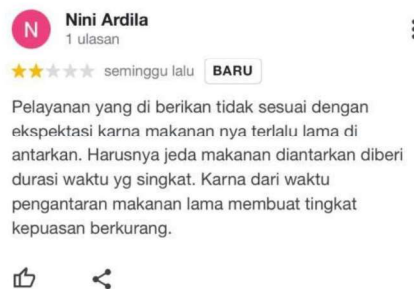 N
Nini Ardila
1 ulasan
seminggu lalu BARU
Pelayanan yang di berikan tidak sesuai dengan
ekspektasi karna makanan nya terlalu lama di
antarkan. Harusnya jeda makanan diantarkan diberi
durasi waktu yg singkat. Karna dari waktu
pengantaran makanan lama membuat tingkat
kepuasan berkurang.